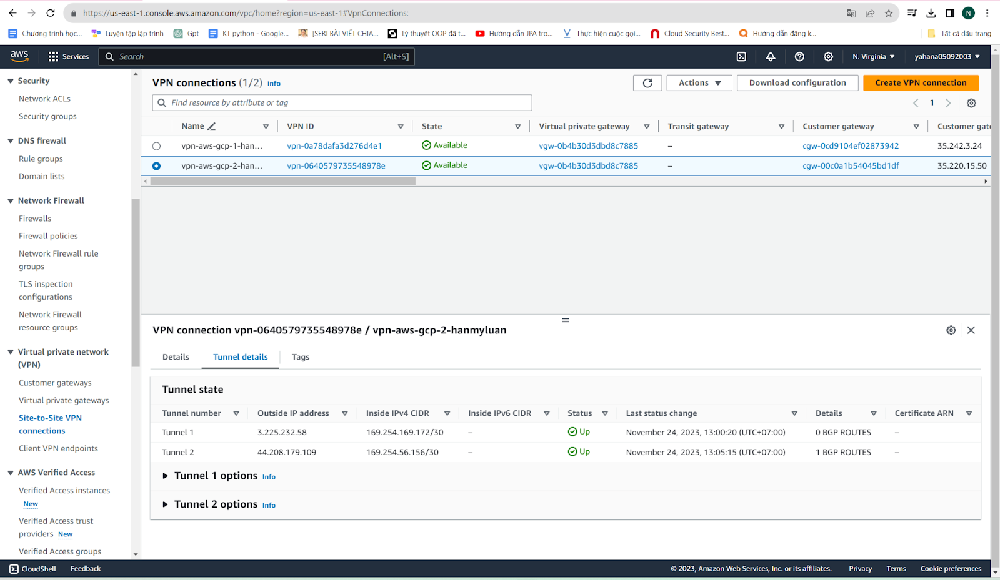 https://us-east-1.console.aws.amazon.com/vpc/home?region=us-east-1#VpnConnections:
N
Chương trình học...
Luyện tập lập trình
Gpt
KT python - Google...
[SERI BÀI VIẾT CHIA...
Lý thuyết OOP đã t...
Hướng dẫn JPA tro...
Thực hiện cuộc gọi...
Cloud Security Best...
Hướng dẫn đăng k...
Tất cả dấu trang
aws
Services
Search
[Alt+S]
N. Virginia
yahana05092003
Security
Network ACLs
Security groups
DNS firewall
Rule groups
Domain lists
Network Firewall
Firewalls
Firewall policies
Network Firewall rule
groups
TLS inspection
configurations
Network Firewall
resource groups
Virtual private network
(VPN)
Customer gateways
Virtual private gateways
Site-to-Site VPN
connections
Client VPN endpoints
AWS Verified Access
Verified Access instances
New
Verified Access trust
providers New
Verified Access groups
VPN connections (1/2) info
Actions
Download configuration
Create VPN connection
Find resource by attribute or tag
1
Name VPN ID State Virtual private gateway Transit gateway Customer gateway Customer gat
vpn-aws-gcp-1-han... vpn-0a78dafa3d276d4e1 Available vgw-0b4b30d3dbd8c7885 – cgw-0cd9104ef02873942 35.242.3.24
vpn-aws-gcp-2-han... vpn-0640579735548978e Available vgw-0b4b30d3dbd8c7885 – cgw-00c0a1b54045bd1df 35.220.15.50
VPN connection vpn-0640579735548978e / vpn-aws-gcp-2-hanmyluan
Details
Tunnel details
Tags
Tunnel state
Tunnel number Outside IP address Inside IPv4 CIDR Inside IPv6 CIDR Status Last status change Details Certificate ARN
Tunnel 1 3.225.232.58 169.254.169.172/30 – Up November 24, 2023, 13:00:20 (UTC+07:00) 0 BGP ROUTES –
Tunnel 2 44.208.179.109 169.254.56.156/30 – Up November 24, 2023, 13:05:15 (UTC+07:00) 1 BGP ROUTES –
Tunnel 1 options Info
Tunnel 2 options Info
CloudShell
Feedback
© 2023, Amazon Web Services, Inc. or its affiliates.
Privacy
Terms
Cookie preferences